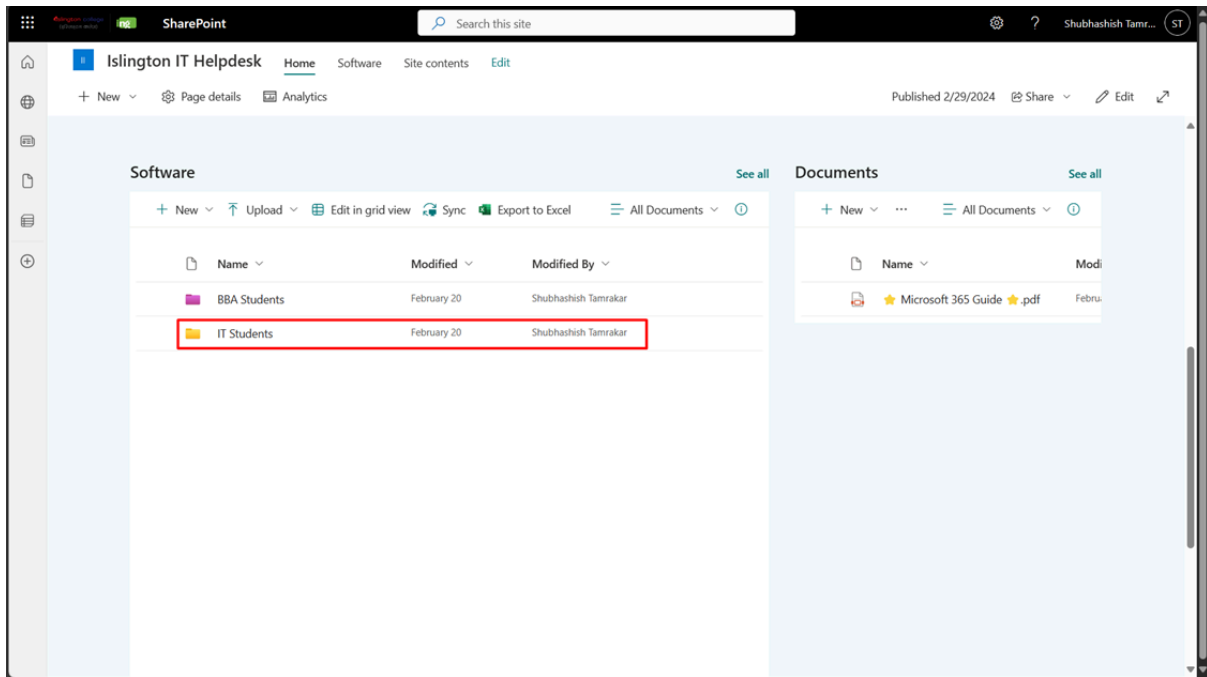 SharePoint
Search this site
Shubhashish Tamr...
ST
Islington IT Helpdesk
Home
Software
Site contents
Edit
New
Page details
Analytics
Published 2/29/2024
Share
Edit
Software
See all
New
Upload
Edit in grid view
Sync
Export to Excel
All Documents
Name
Modified
Modified By
BBA Students
February 20
Shubhashish Tamrakar
IT Students
February 20
Shubhashish Tamrakar
Documents
See all
New
...
All Documents
Name
Modi
Microsoft 365 Guide ⭐.pdf
Febru